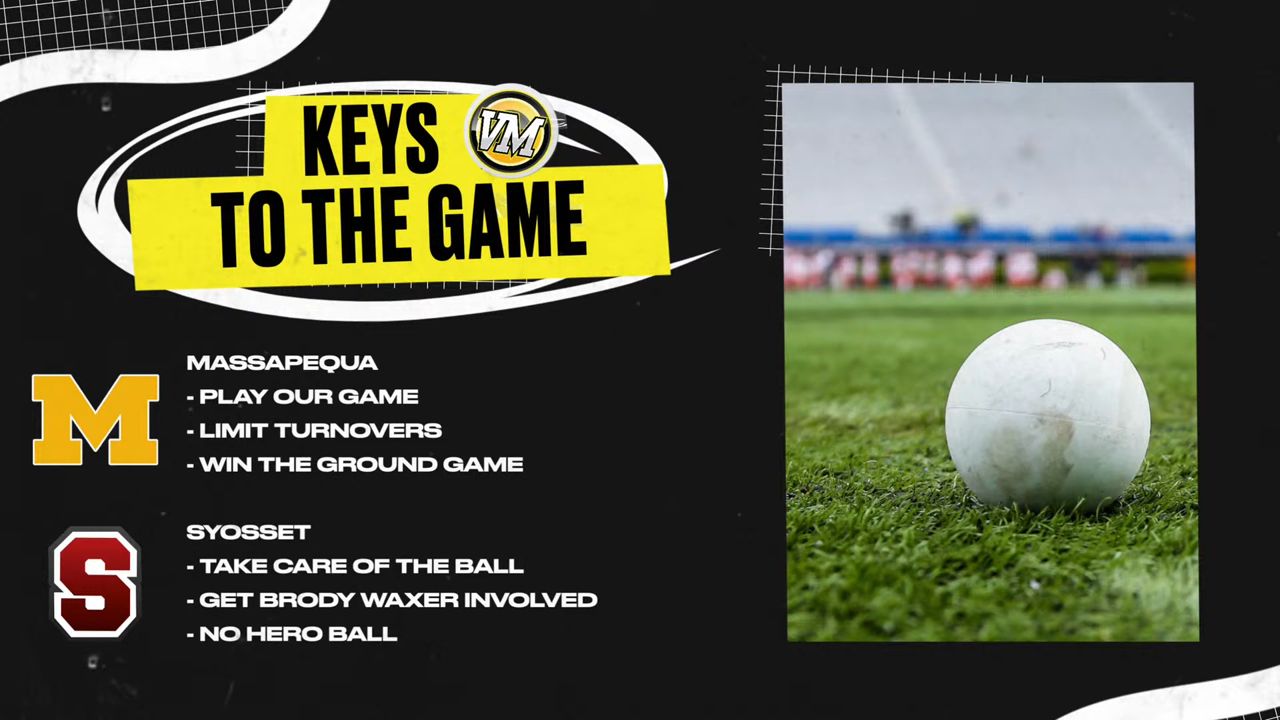 KEYS
VM
TO THE GAME
M
MASSAPEQUA
- PLAY OUR GAME
- LIMIT TURNOVERS
- WIN THE GROUND GAME
S
SYOSSET
- TAKE CARE OF THE BALL
- GET BRODY WAXER INVOLVED
- NO HERO BALL